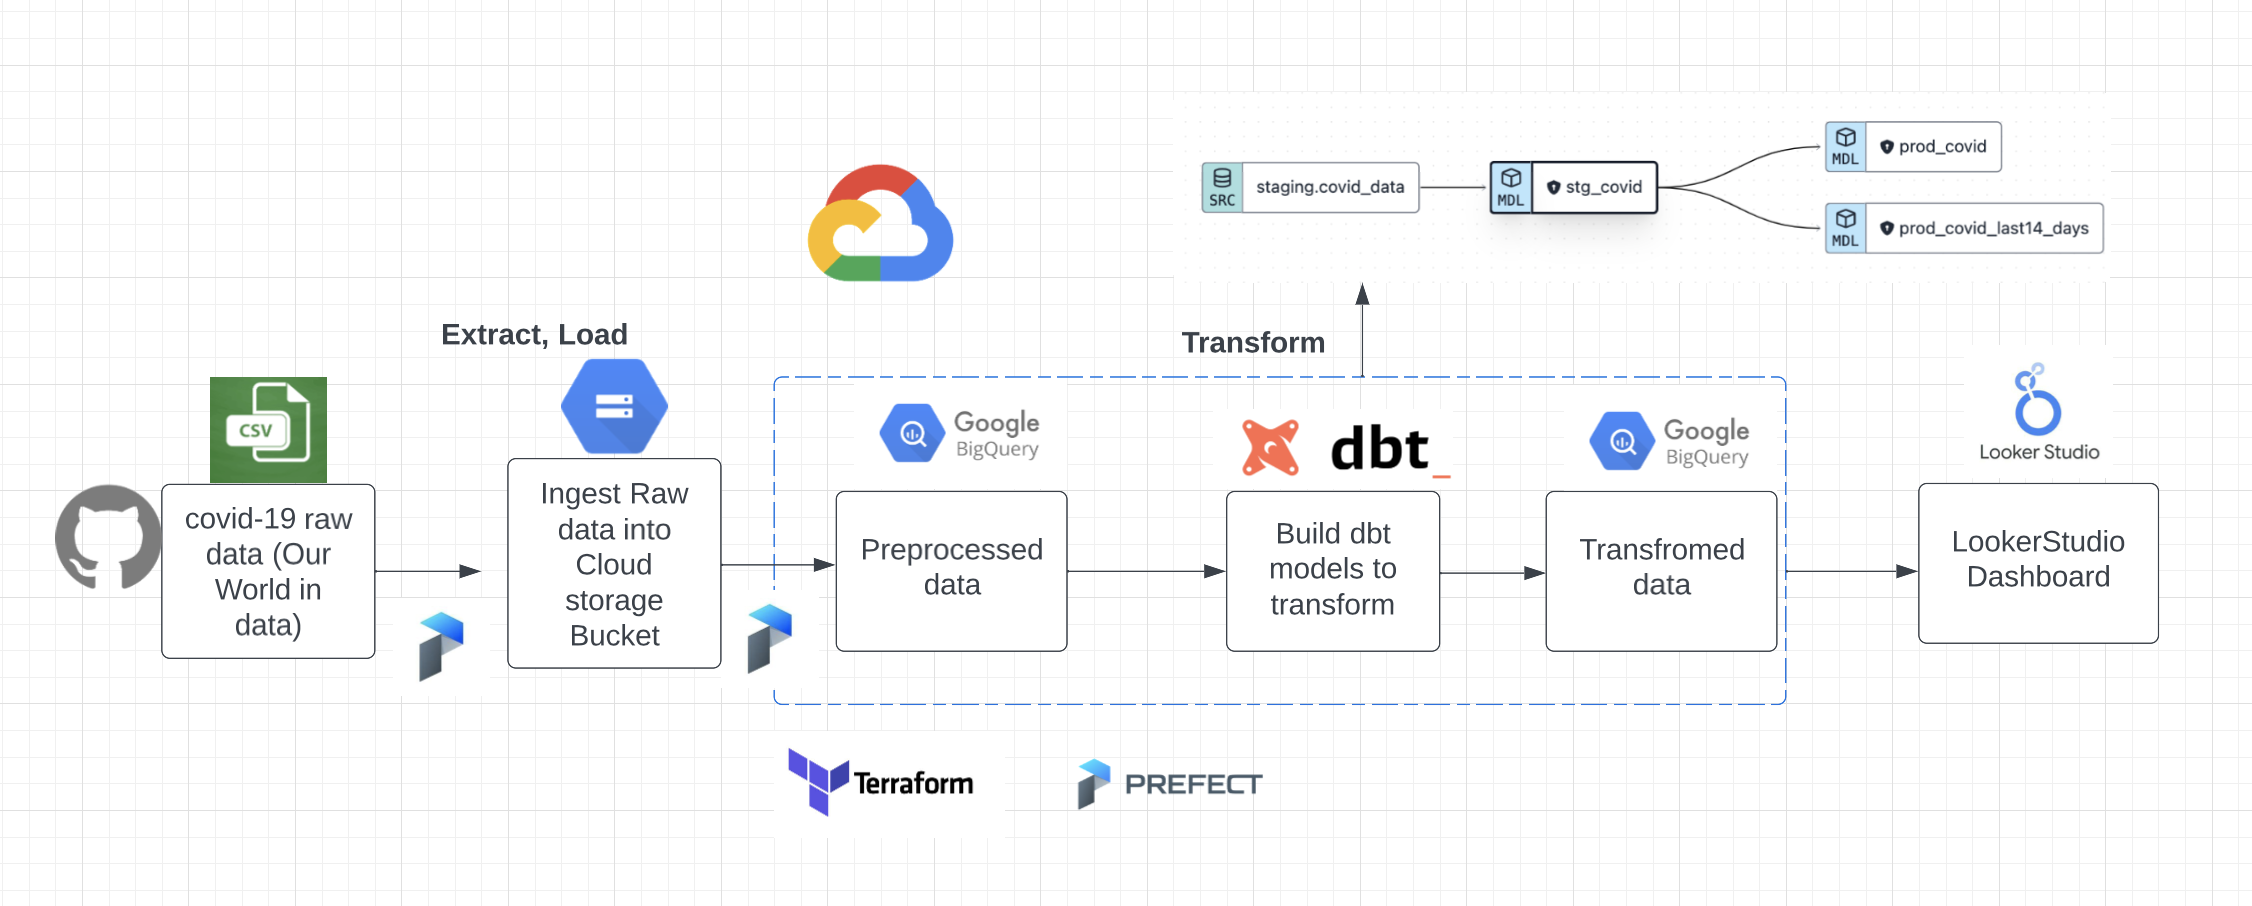 SRC
staging.covid_data
MDL
stg_covid
MDL
prod_covid
MDL
prod_covid_last14_days
Extract, Load
Transform
CSV
covid-19 raw
data (Our
World in
data)
Ingest Raw
data into
Cloud
storage
Bucket
Google
BigQuery
Preprocessed
data
dbt_
Build dbt
models to
transform
Google
BigQuery
Transfromed
data
Looker Studio
LookerStudio
Dashboard
Terraform
PREFECT